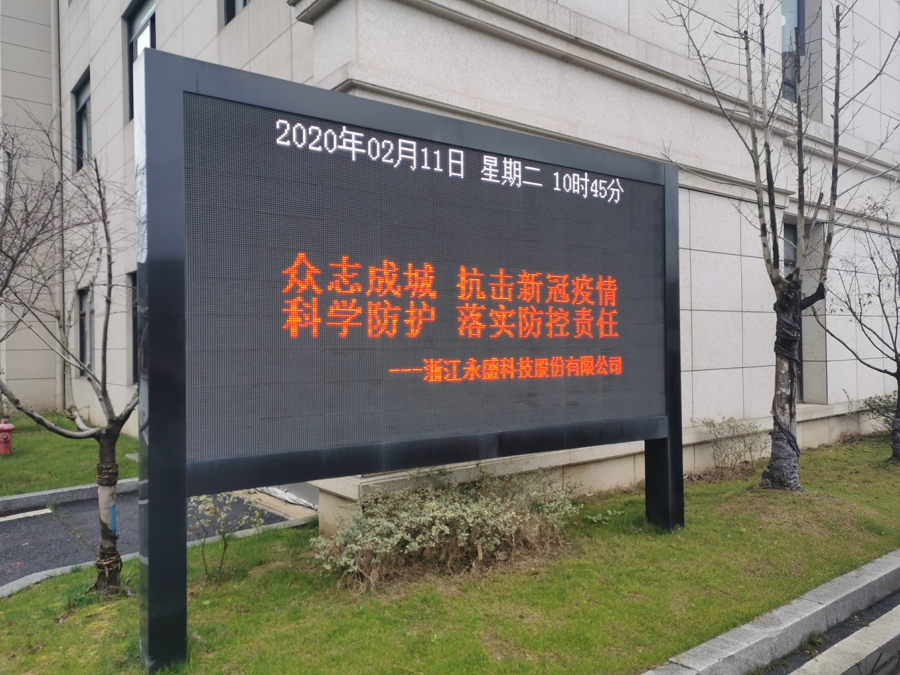 2020年02月11日 星期二 10时45分
众志成城 抗击新冠疫情
科学防护 落实防控责任
---浙江永盛科技股份有限公司